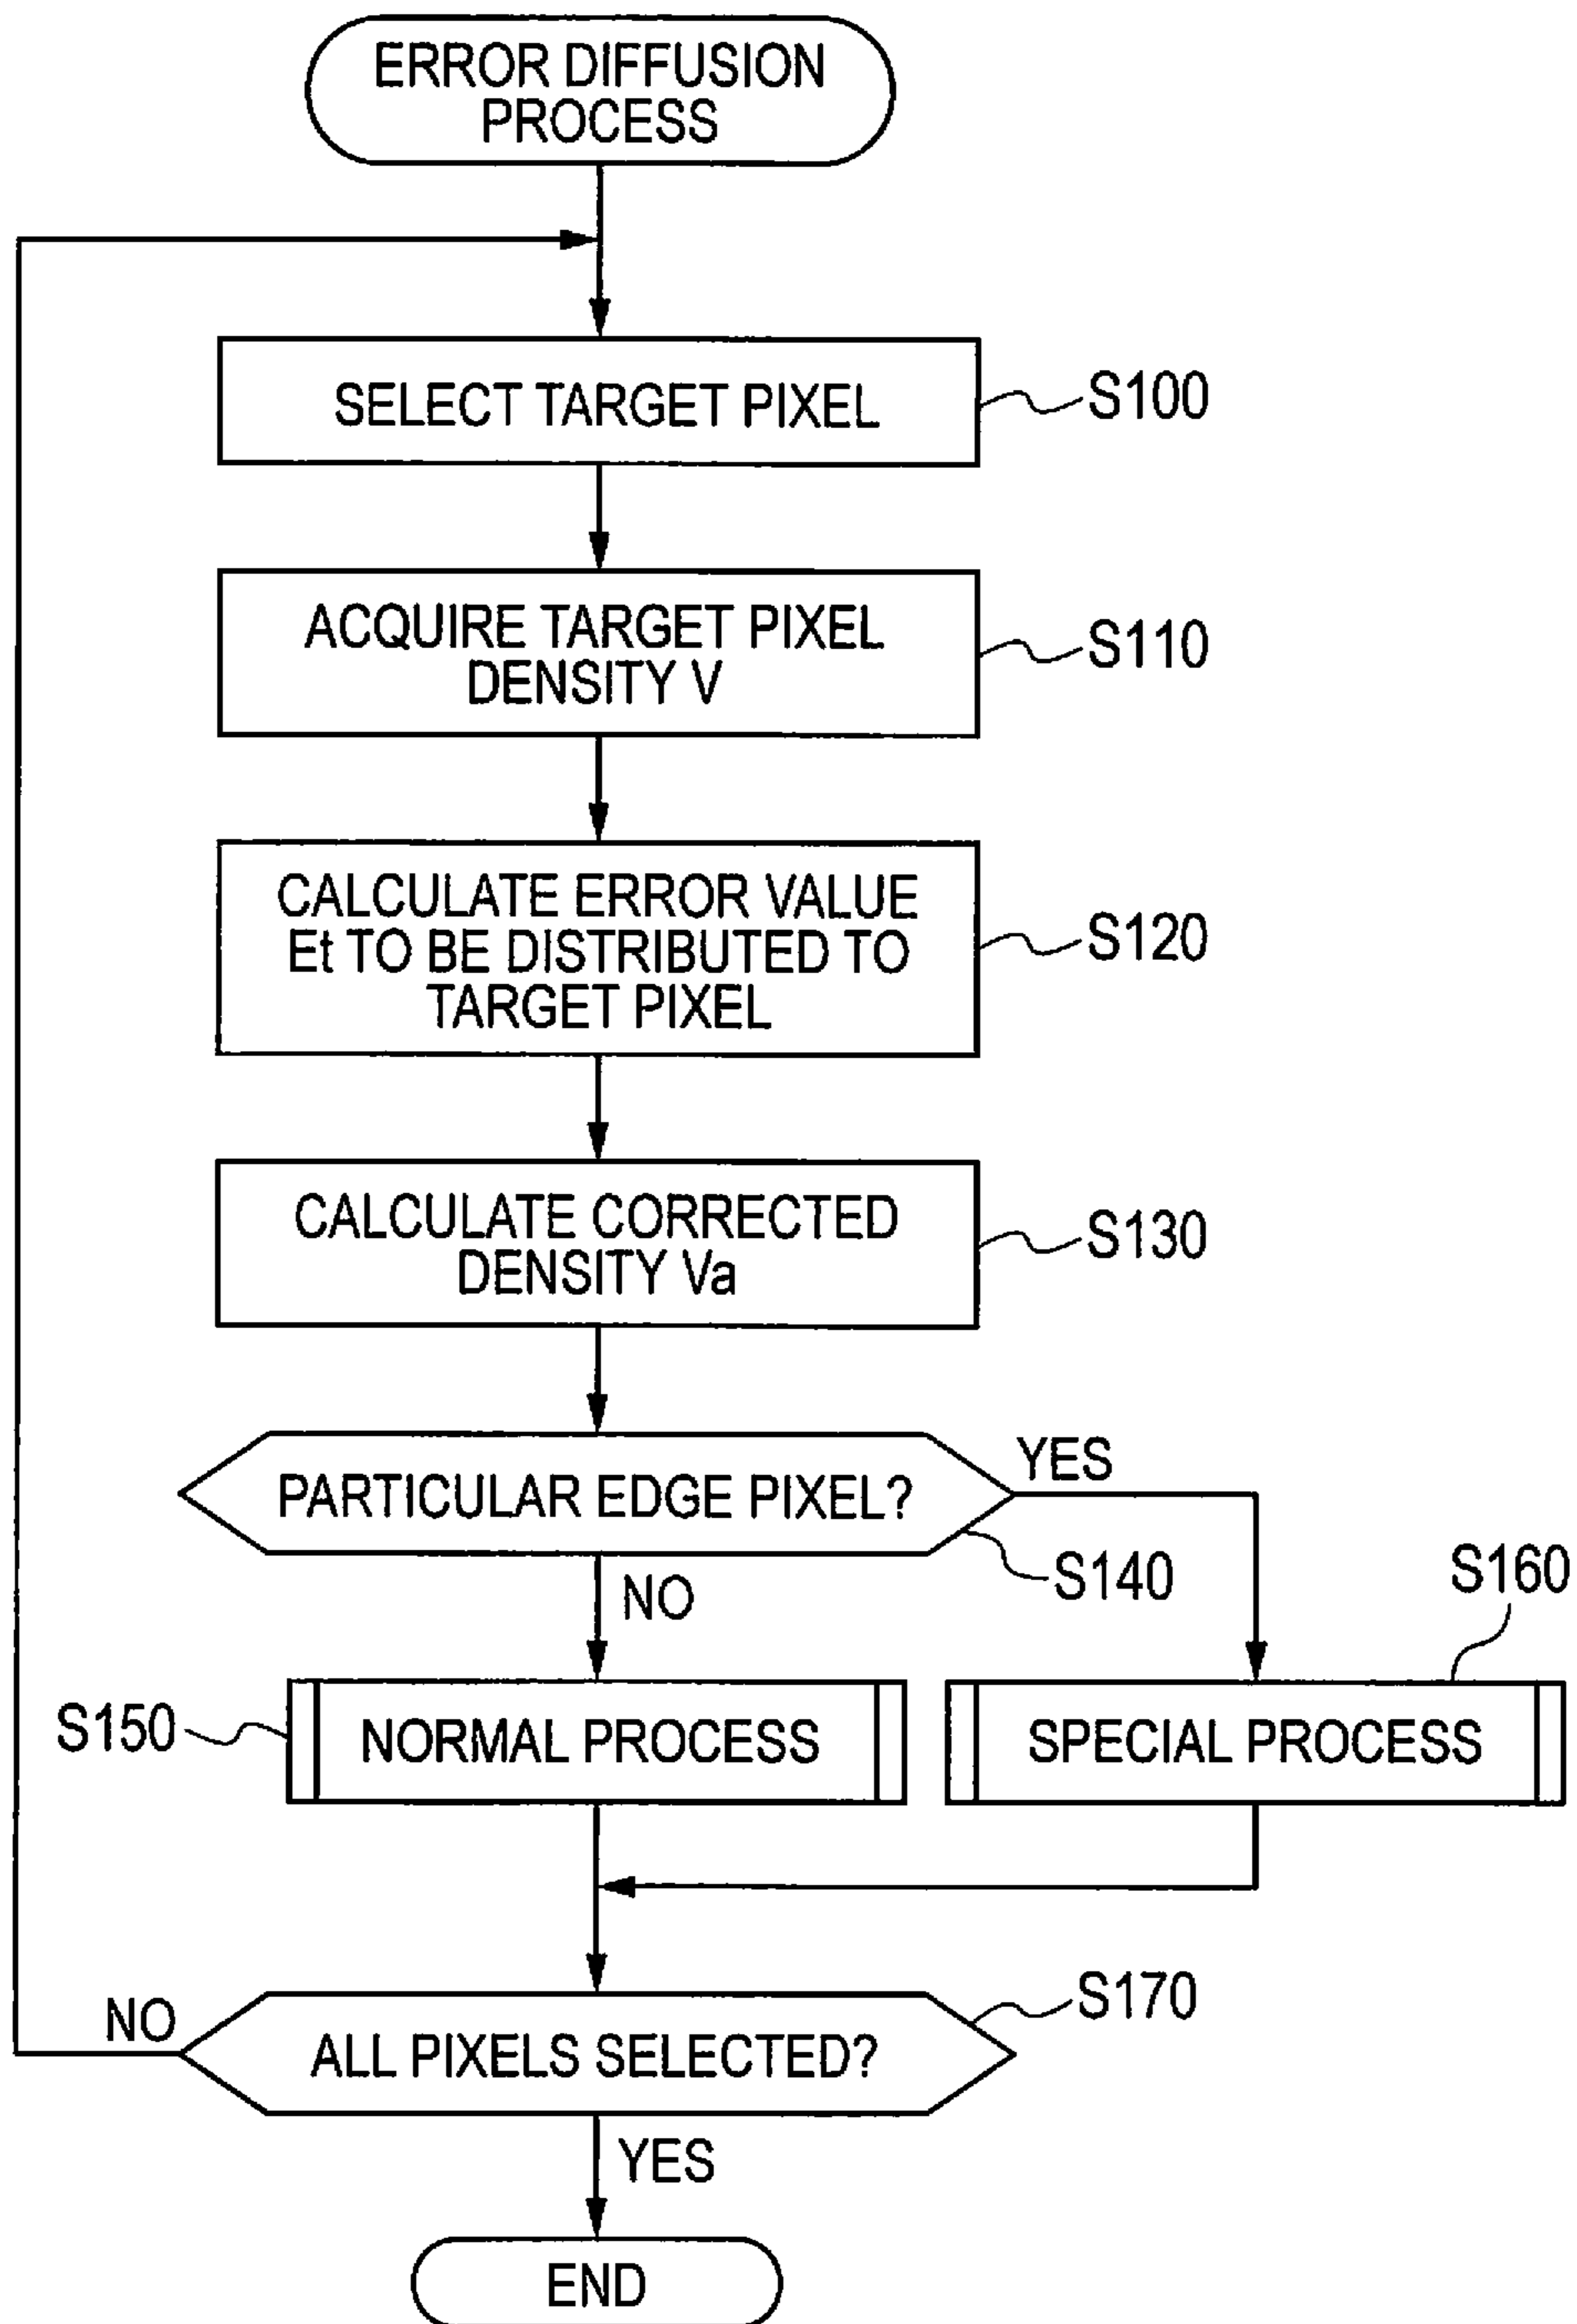 ERROR DIFFUSION
PROCESS
SELECT TARGET PIXEL
S100
ACQUIRE TARGET PIXEL
DENSITY V
S110
CALCULATE ERROR VALUE
Et TO BE DISTRIBUTED TO
TARGET PIXEL
S120
CALCULATE CORRECTED
DENSITY Va
S130
PARTICULAR EDGE PIXEL?
YES
S140
NO
S160
S150
NORMAL PROCESS
SPECIAL PROCESS
S170
NO
ALL PIXELS SELECTED?
YES
END